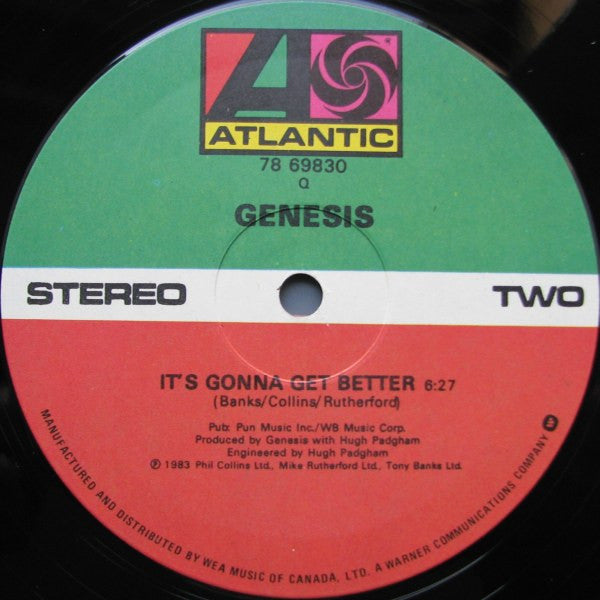 ATLANTIC
78 69830
Q
GENESIS
STEREO
TWO
IT'S GONNA GET BETTER 6:27
(Banks/Collins/Rutherford)
Pub: Pun Music Inc./WB Music Corp.
Produced by Genesis with Hugh Padgham
Engineered by Hugh Padgham
℗ 1983 Phil Collins Ltd., Mike Rutherford Ltd., Tony Banks Ltd.
MANUFACTURED AND DISTRIBUTED BY WEA MUSIC OF CANADA, LTD. A WARNER COMMUNICATIONS COMPANY